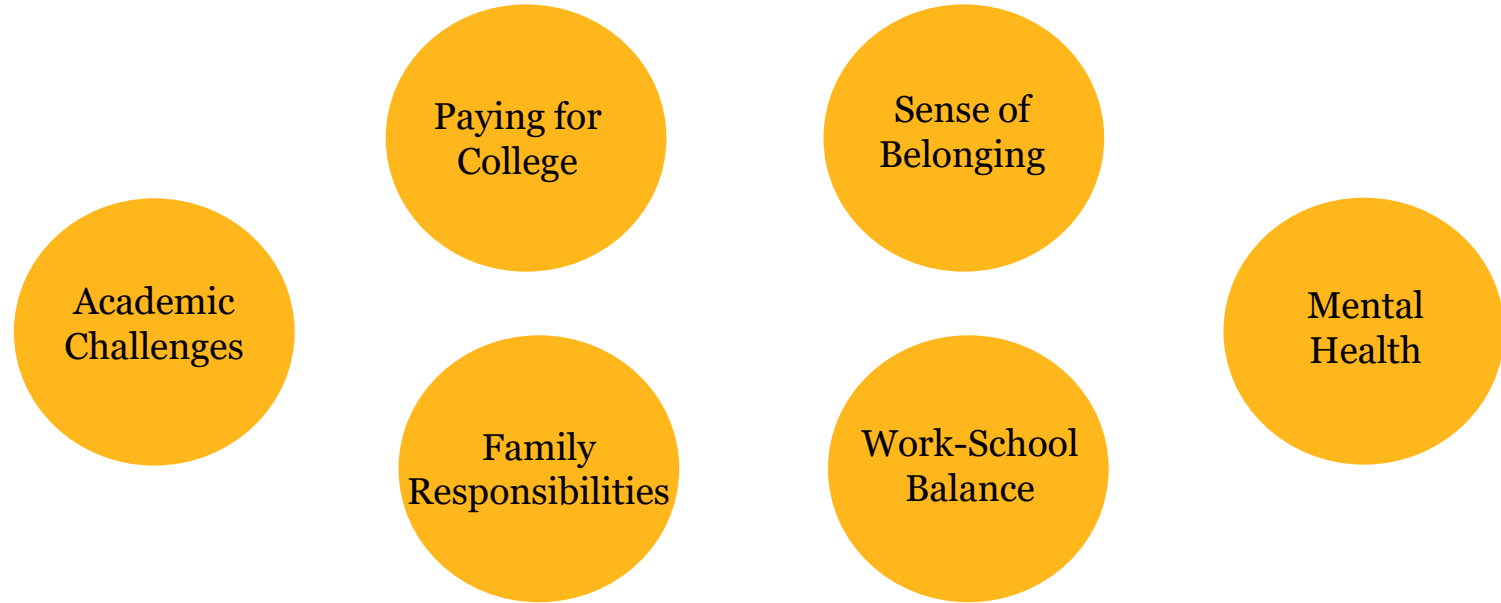 Paying for
College
Sense of
Belonging
Academic
Challenges
Mental
Health
Family
Responsibilities
Work-School
Balance